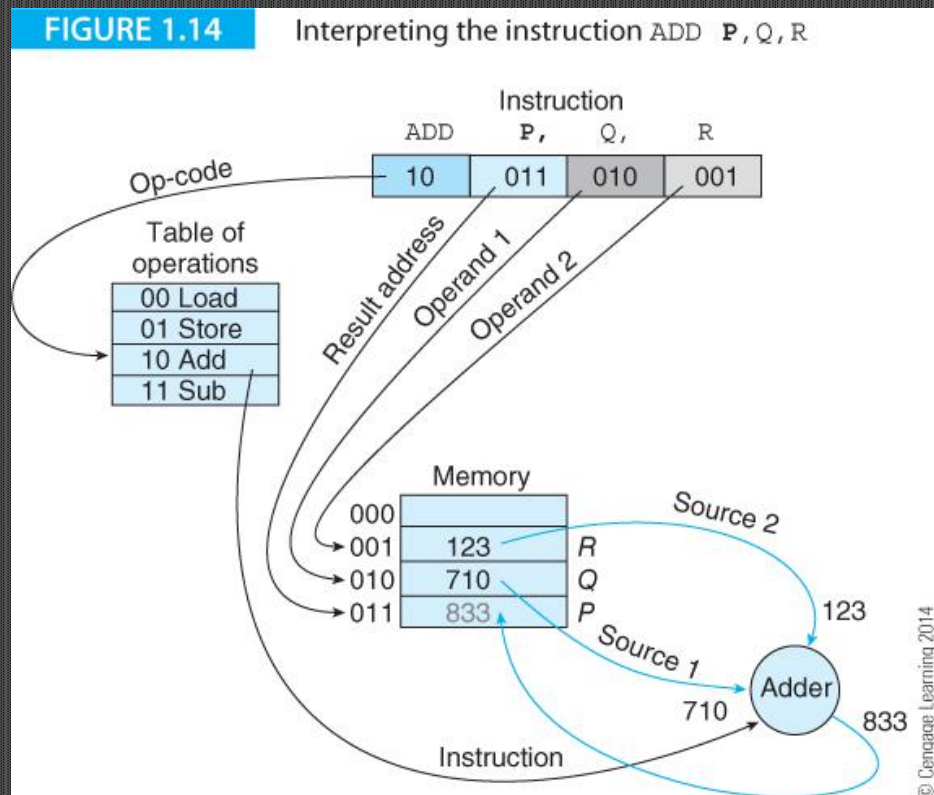 FIGURE 1.14 Interpreting the instruction ADD P,Q,R
Instruction
ADD P, Q, R
10 011 010 001
Op-code
Result address
Operand 1
Operand 2
Table of
operations
00 Load
01 Store
10 Add
11 Sub
Memory
000
001 123 R
010 710 Q
011 833 P
Source 2
123
Source 1
710
Adder
833
Instruction
© Cengage Learning 2014